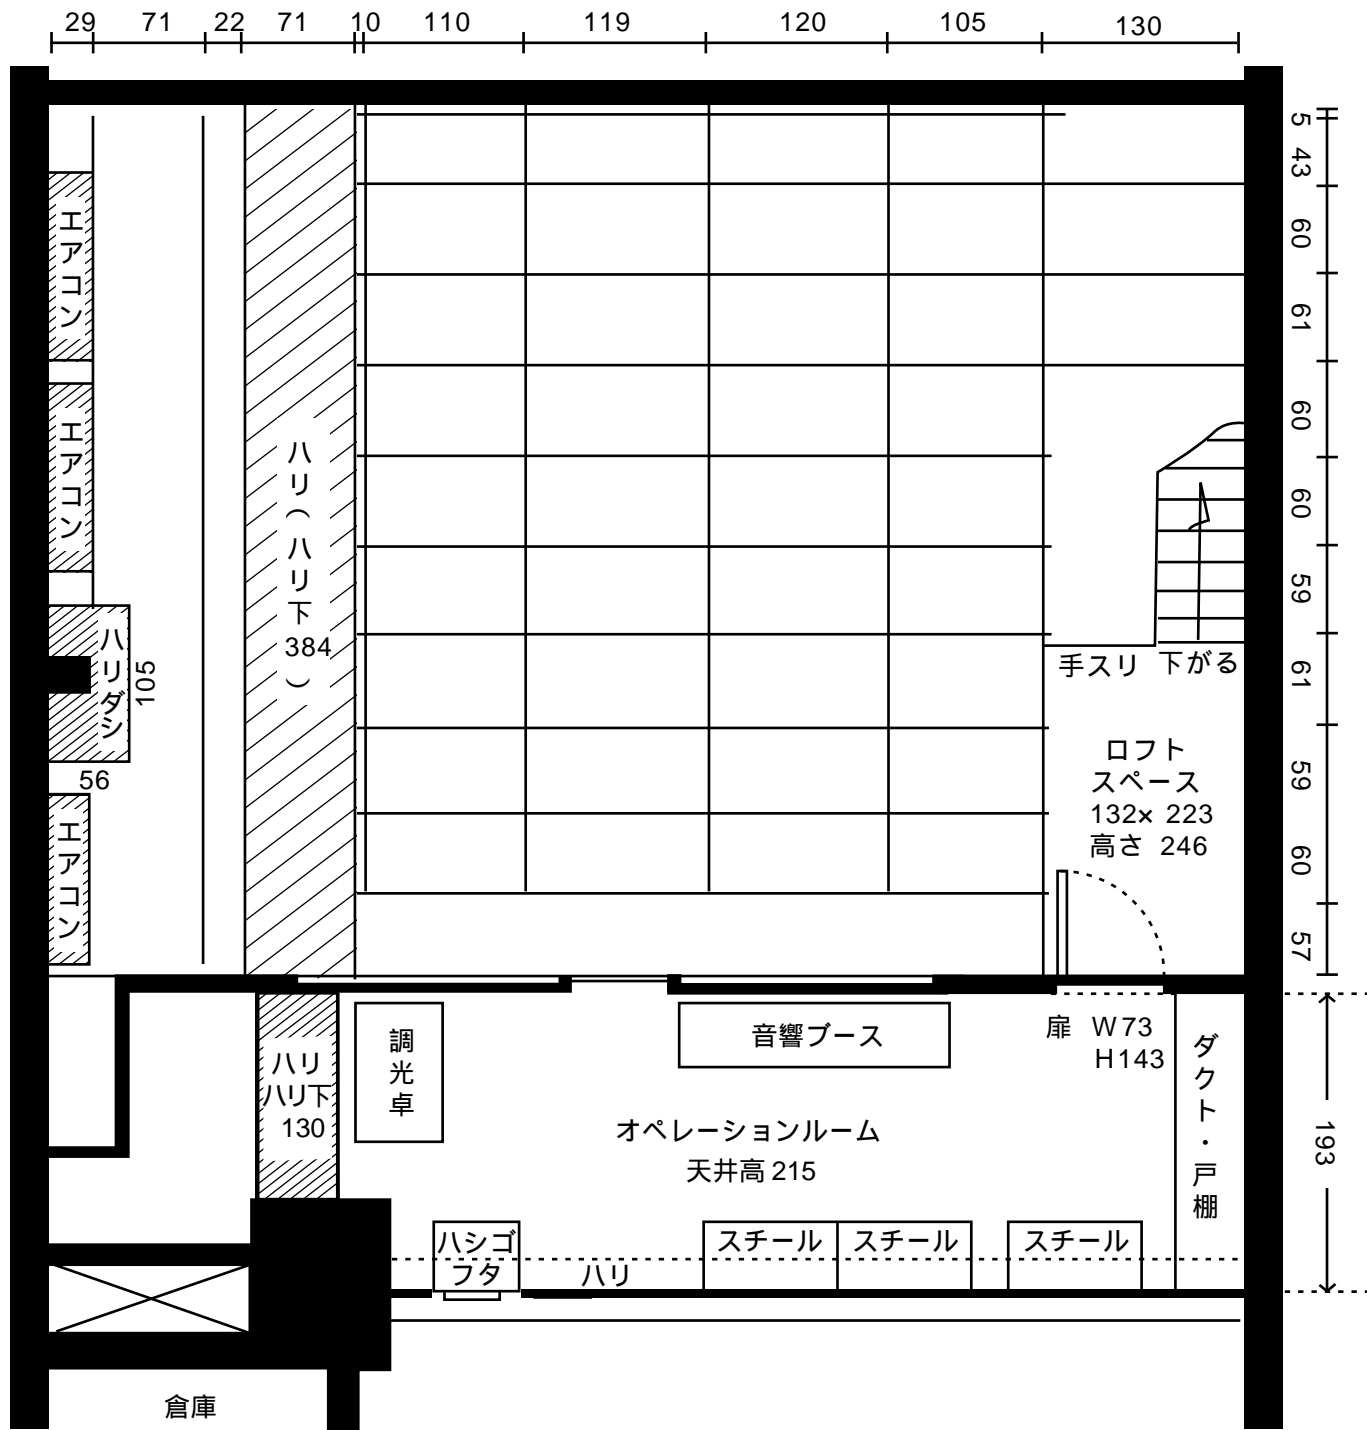 29 71 22 71 10 110 119 120 105 130
5
43
60
61
60
60
59
61
59
60
57
193
エアコン
エアコン
ハリダシ
105
56
エアコン
ハリ(ハリ下384)
手スリ 下がる
ロフト
スペース
132× 223
高さ 246
扉 W73
H143
ダクト・戸棚
ハリ
ハリ下
130
調光卓
音響ブース
オペレーションルーム
天井高 215
ハシゴ
フタ
ハリ
スチール
スチール
スチール
倉庫